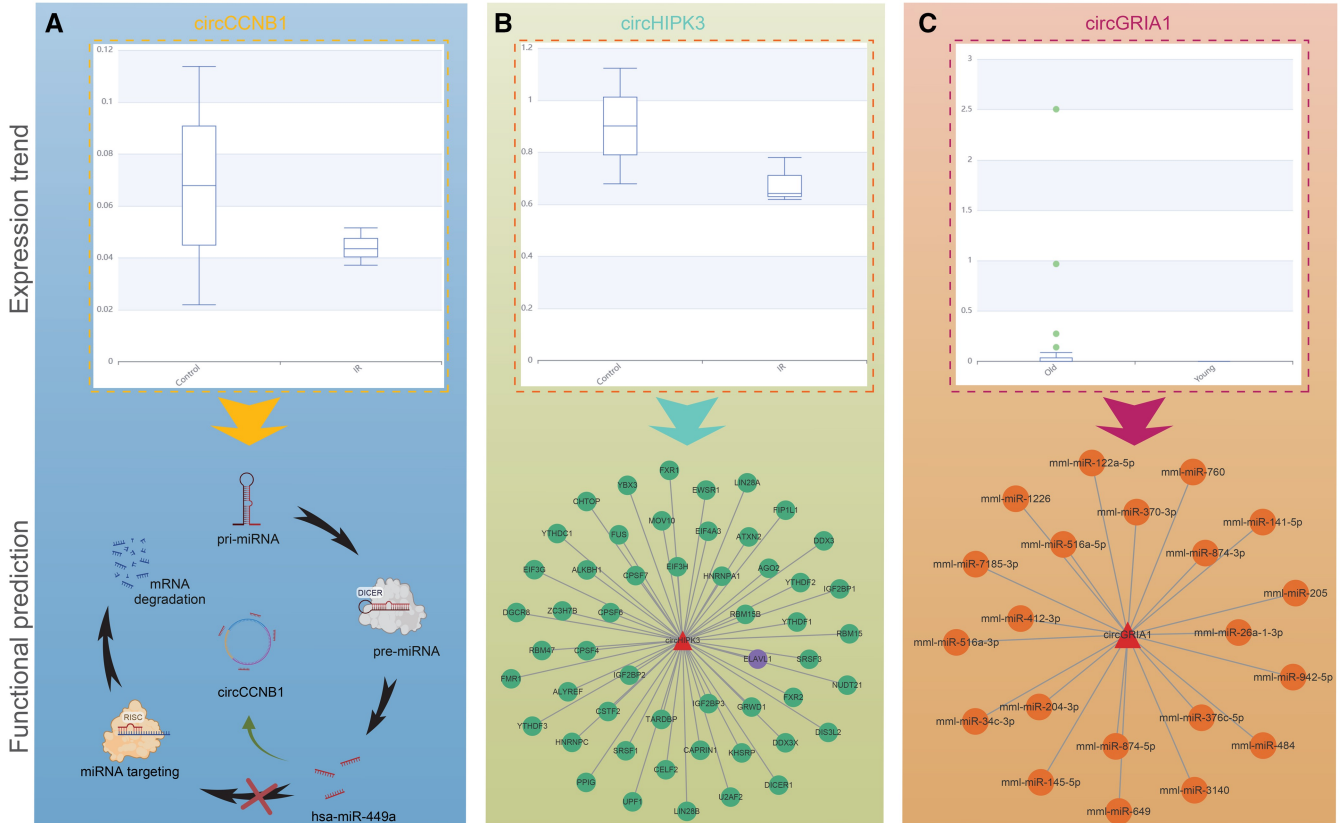 A
circCCNB1
Expression trend
0.12
0.1
0.08
0.06
0.04
0.02
0
Control
IR
Functional prediction
pri-miRNA
DICER
pre-miRNA
mRNA
degradation
circCCNB1
RISC
miRNA targeting
hsa-miR-449a
B
circHIPK3
1.2
1
0.8
0.6
0.4
0.2
0
Control
IR
FXR1
YBX3
EWSR1
LIN28A
CHTOP
FIP1L1
MOV10
EIF4A3
YTHDC1
FUS
ATXN2
DDX3
EIF3G
ALKBH1
CPSF7
EIF3H
HNRNPA1
AGO2
YTHDF2
IGF2BP1
DGCR8
ZC3H7B
CPSF6
RBM15B
YTHDF1
RBM15
circHIPK3
RBM47
CPSF4
ELAVL1
SRSF3
FMR1
IGF2BP2
NUDT21
ALYREF
FXR2
IGF2BP3
GRWD1
CSTF2
TARDBP
YTHDF3
DIS3L2
HNRNPC
SRSF1
CAPRIN1
KHSRP
DDX3X
CELF2
PPIG
DICER1
UPF1
U2AF2
LIN28B
C
circGRIA1
3
2.5
2
1.5
1
0.5
0
Old
Young
mml-miR-122a-5p
mml-miR-760
mml-miR-1226
mml-miR-370-3p
mml-miR-141-5p
mml-miR-516a-5p
mml-miR-874-3p
mml-miR-7185-3p
mml-miR-205
mml-miR-412-3p
mml-miR-26a-1-3p
circGRIA1
mml-miR-516a-3p
mml-miR-942-5p
mml-miR-204-3p
mml-miR-376c-5p
mml-miR-34c-3p
mml-miR-874-5p
mml-miR-484
mml-miR-145-5p
mml-miR-3140
mml-miR-649